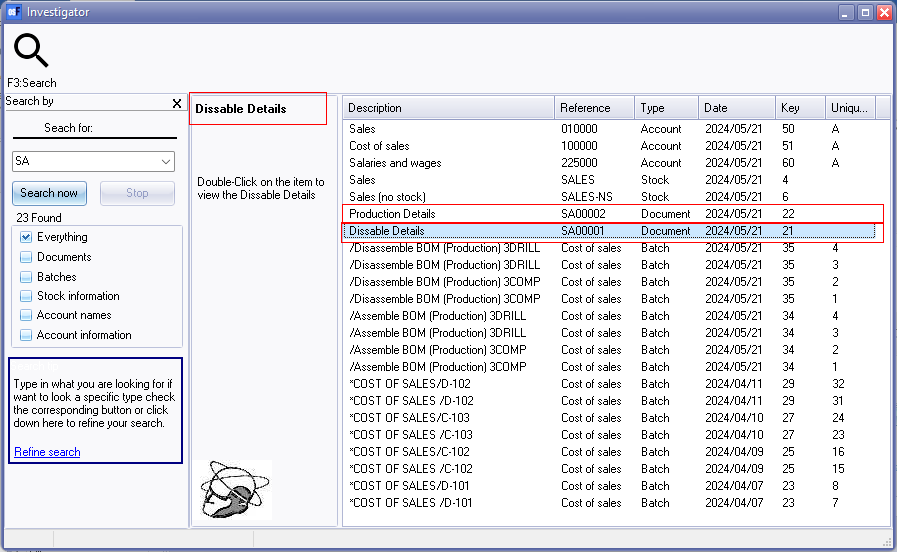 Investigator
F3:Search
Search by
Seach for:
SA
Search now Stop
23 Found
Everything
Documents
Batches
Stock information
Account names
Account information
Type in what you are looking for if
want to look a specific type check
the corresponding button or click
down here to refine your search.
Refine search
Dissable Details
Double-Click on the item to
view the Dissable Details
Description Reference Type Date Key Uniqu...
Sales 010000 Account 2024/05/21 50 A
Cost of sales 100000 Account 2024/05/21 51 A
Salaries and wages 225000 Account 2024/05/21 60 A
Sales SALES Stock 2024/05/21 4
Sales (no stock) SALES-NS Stock 2024/05/21 6
Production Details SA00002 Document 2024/05/21 22
Dissable Details SA00001 Document 2024/05/21 21
/Disassemble BOM (Production) 3DRILL Cost of sales Batch 2024/05/21 35 4
/Disassemble BOM (Production) 3DRILL Cost of sales Batch 2024/05/21 35 3
/Disassemble BOM (Production) 3COMP Cost of sales Batch 2024/05/21 35 2
/Disassemble BOM (Production) 3COMP Cost of sales Batch 2024/05/21 35 1
/Assemble BOM (Production) 3DRILL Cost of sales Batch 2024/05/21 34 4
/Assemble BOM (Production) 3DRILL Cost of sales Batch 2024/05/21 34 3
/Assemble BOM (Production) 3COMP Cost of sales Batch 2024/05/21 34 2
/Assemble BOM (Production) 3COMP Cost of sales Batch 2024/05/21 34 1
*COST OF SALES/D-102 Cost of sales Batch 2024/04/11 29 32
*COST OF SALES /D-102 Cost of sales Batch 2024/04/11 29 31
*COST OF SALES/C-103 Cost of sales Batch 2024/04/10 27 24
*COST OF SALES /C-103 Cost of sales Batch 2024/04/10 27 23
*COST OF SALES/C-102 Cost of sales Batch 2024/04/09 25 16
*COST OF SALES /C-102 Cost of sales Batch 2024/04/09 25 15
*COST OF SALES/D-101 Cost of sales Batch 2024/04/07 23 8
*COST OF SALES /D-101 Cost of sales Batch 2024/04/07 23 7